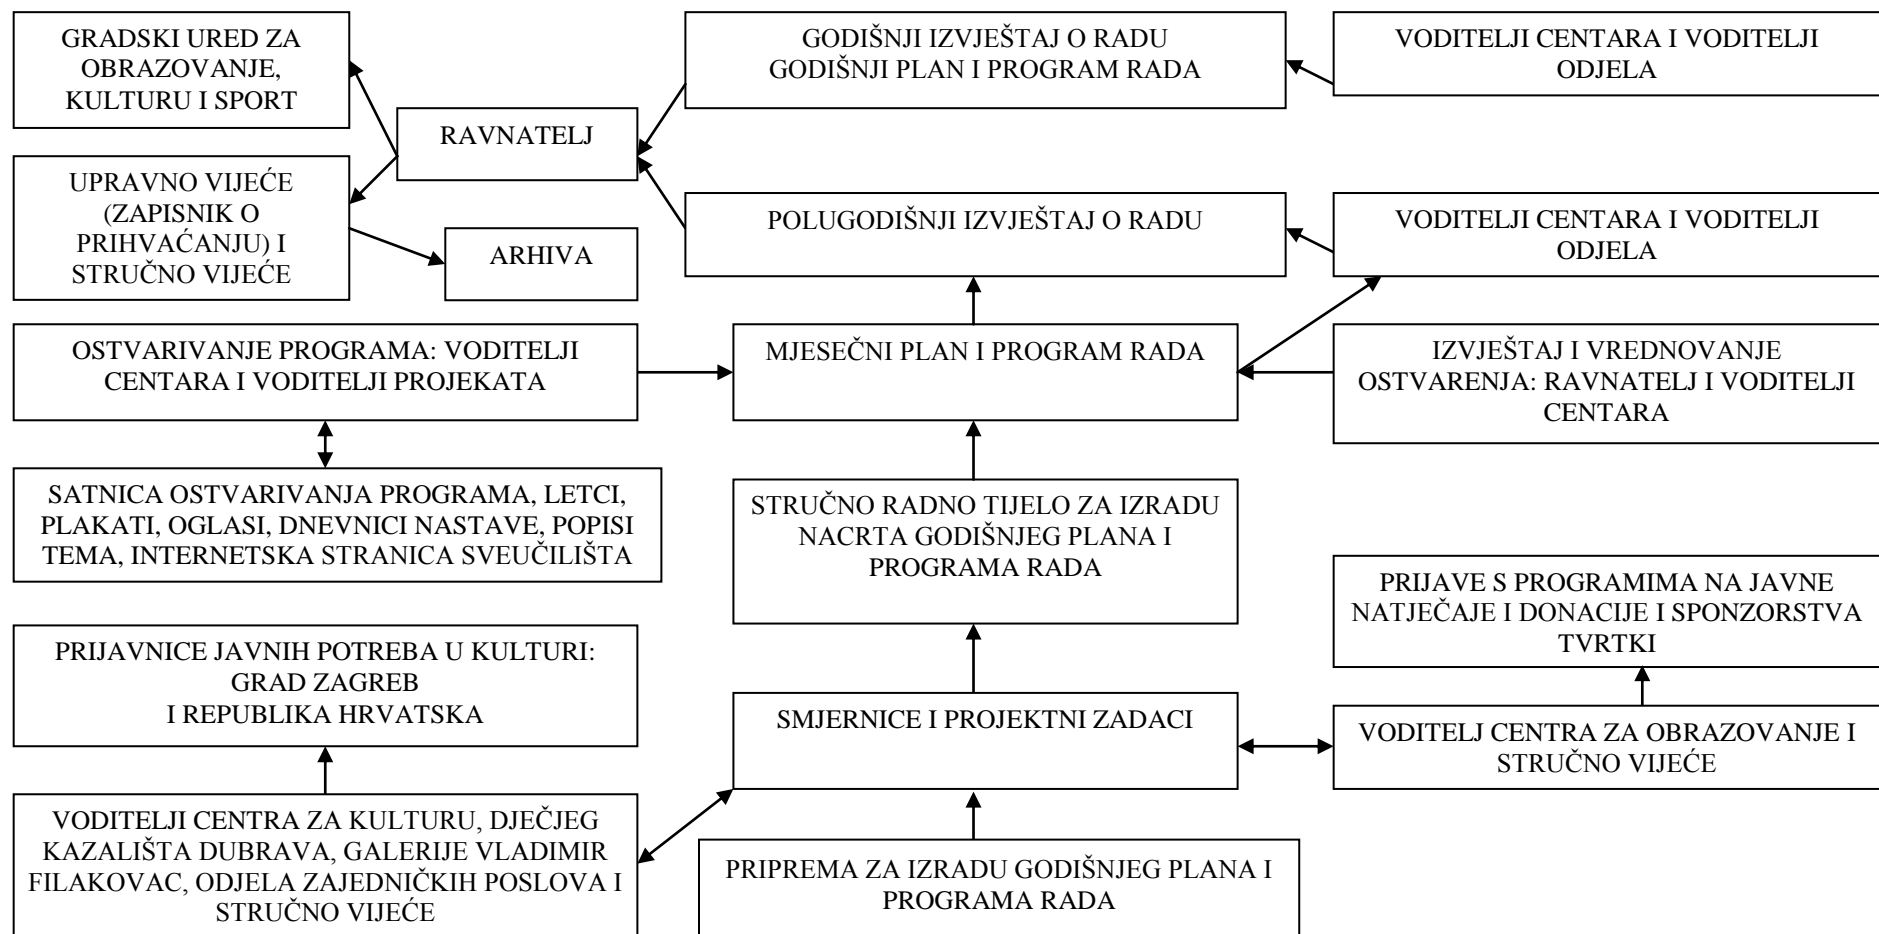 GRADSKI URED ZA
OBRAZOVANJE,
KULTURU I SPORT
RAVNATELJ
GODIŠNJI IZVJEŠTAJ O RADU
GODIŠNJI PLAN I PROGRAM RADA
VODITELJI CENTARA I VODITELJI
ODJELA
UPRAVNO VIJEĆE
(ZAPISNIK O
PRIHVAĆANJU) I
STRUČNO VIJEĆE
ARHIVA
POLUGODIŠNJI IZVJEŠTAJ O RADU
VODITELJI CENTARA I VODITELJI
ODJELA
OSTVARIVANJE PROGRAMA: VODITELJI
CENTARA I VODITELJI PROJEKATA
MJESEČNI PLAN I PROGRAM RADA
IZVJEŠTAJ I VREDNOVANJE
OSTVARENJA: RAVNATELJ I VODITELJI
CENTARA
SATNICA OSTVARIVANJA PROGRAMA, LETCI,
PLAKATI, OGLASI, DNEVNICI NASTAVE, POPISI
TEMA, INTERNETSKA STRANICA SVEUČILIŠTA
STRUČNO RADNO TIJELO ZA IZRADU
NACRTA GODIŠNJEG PLANA I
PROGRAMA RADA
PRIJAVE S PROGRAMIMA NA JAVNE
NATJEČAJE I DONACIJE I SPONZORSTVA
TVRTKI
PRIJAVNICE JAVNIH POTREBA U KULTURI:
GRAD ZAGREB
I REPUBLIKA HRVATSKA
SMJERNICE I PROJEKTNI ZADACI
VODITELJ CENTRA ZA OBRAZOVANJE I
STRUČNO VIJEĆE
VODITELJI CENTRA ZA KULTURU, DJEČJEG
KAZALIŠTA DUBRAVA, GALERIJE VLADIMIR
FILAKOVAC, ODJELA ZAJEDNIČKIH POSLOVA I
STRUČNO VIJEĆE
PRIPREMA ZA IZRADU GODIŠNJEG PLANA I
PROGRAMA RADA